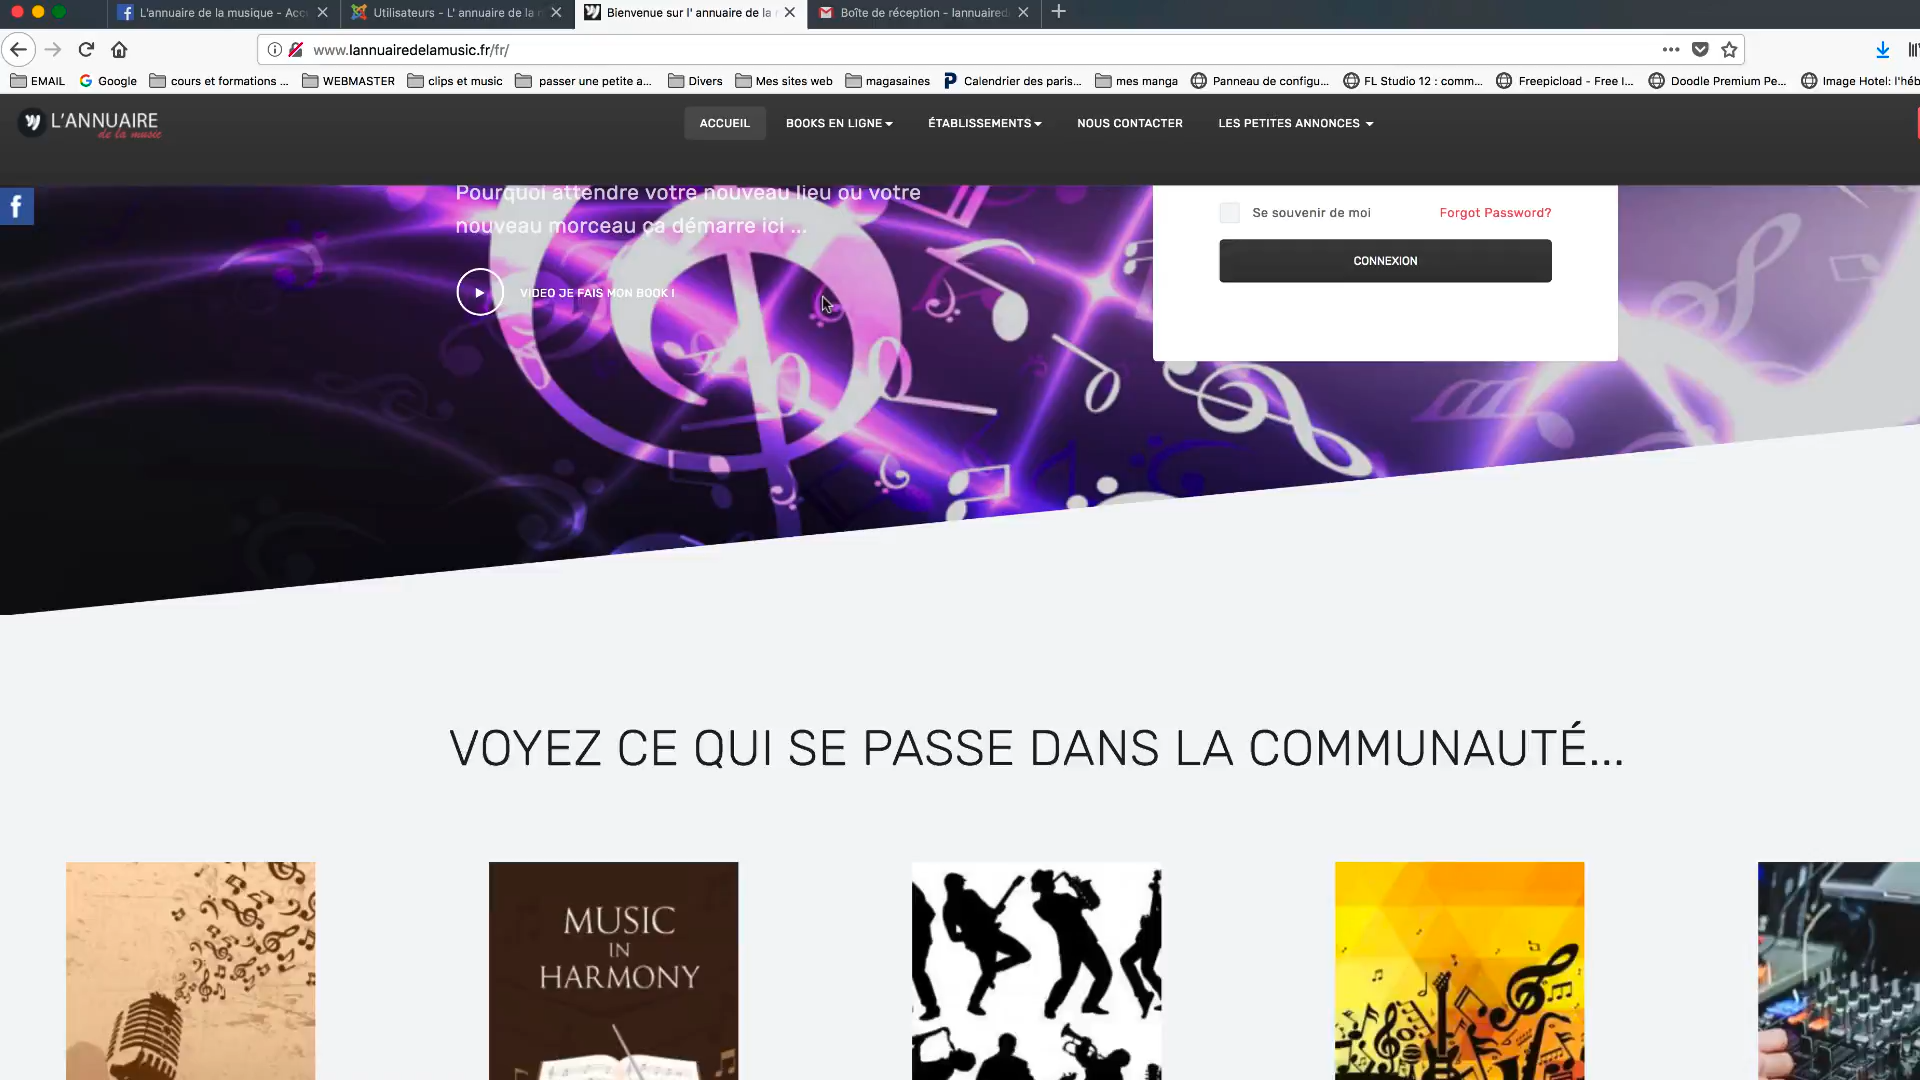 L'annuaire de la musique - Acc
Utilisateurs - L' annuaire de la
Bienvenue sur l' annuaire de la
Boîte de réception - lannuaired
www.lannuairedelamusic.fr/fr/
EMAIL
Google
cours et formations ...
WEBMASTER
clips et music
passer une petite a...
Divers
Mes sites web
magasaines
Calendrier des paris...
mes manga
Panneau de configu...
FL Studio 12 : comm...
Freepicload - Free I...
Doodle Premium Pe...
Image Hotel: l'héb
L'ANNUAIRE
de la music
ACCUEIL
BOOKS EN LIGNE
ÉTABLISSEMENTS
NOUS CONTACTER
LES PETITES ANNONCES
Pourquoi attendre votre nouveau lieu ou votre
nouveau morceau ça démarre ici ...
VIDEO JE FAIS MON BOOK !
Se souvenir de moi
Forgot Password?
CONNEXION
VOYEZ CE QUI SE PASSE DANS LA COMMUNAUTÉ...
MUSIC
IN
HARMONY